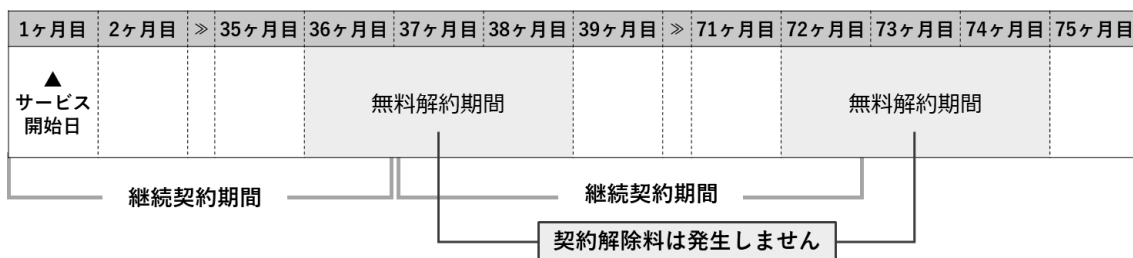 1ヶ月目 2ヶ月目 ≫ 35ヶ月目 36ヶ月目 37ヶ月目 38ヶ月目 39ヶ月目 ≫ 71ヶ月目 72ヶ月目 73ヶ月目 74ヶ月目 75ヶ月目
▲
サービス
開始日
無料解約期間 無料解約期間
継続契約期間 継続契約期間
契約解除料は発生しません